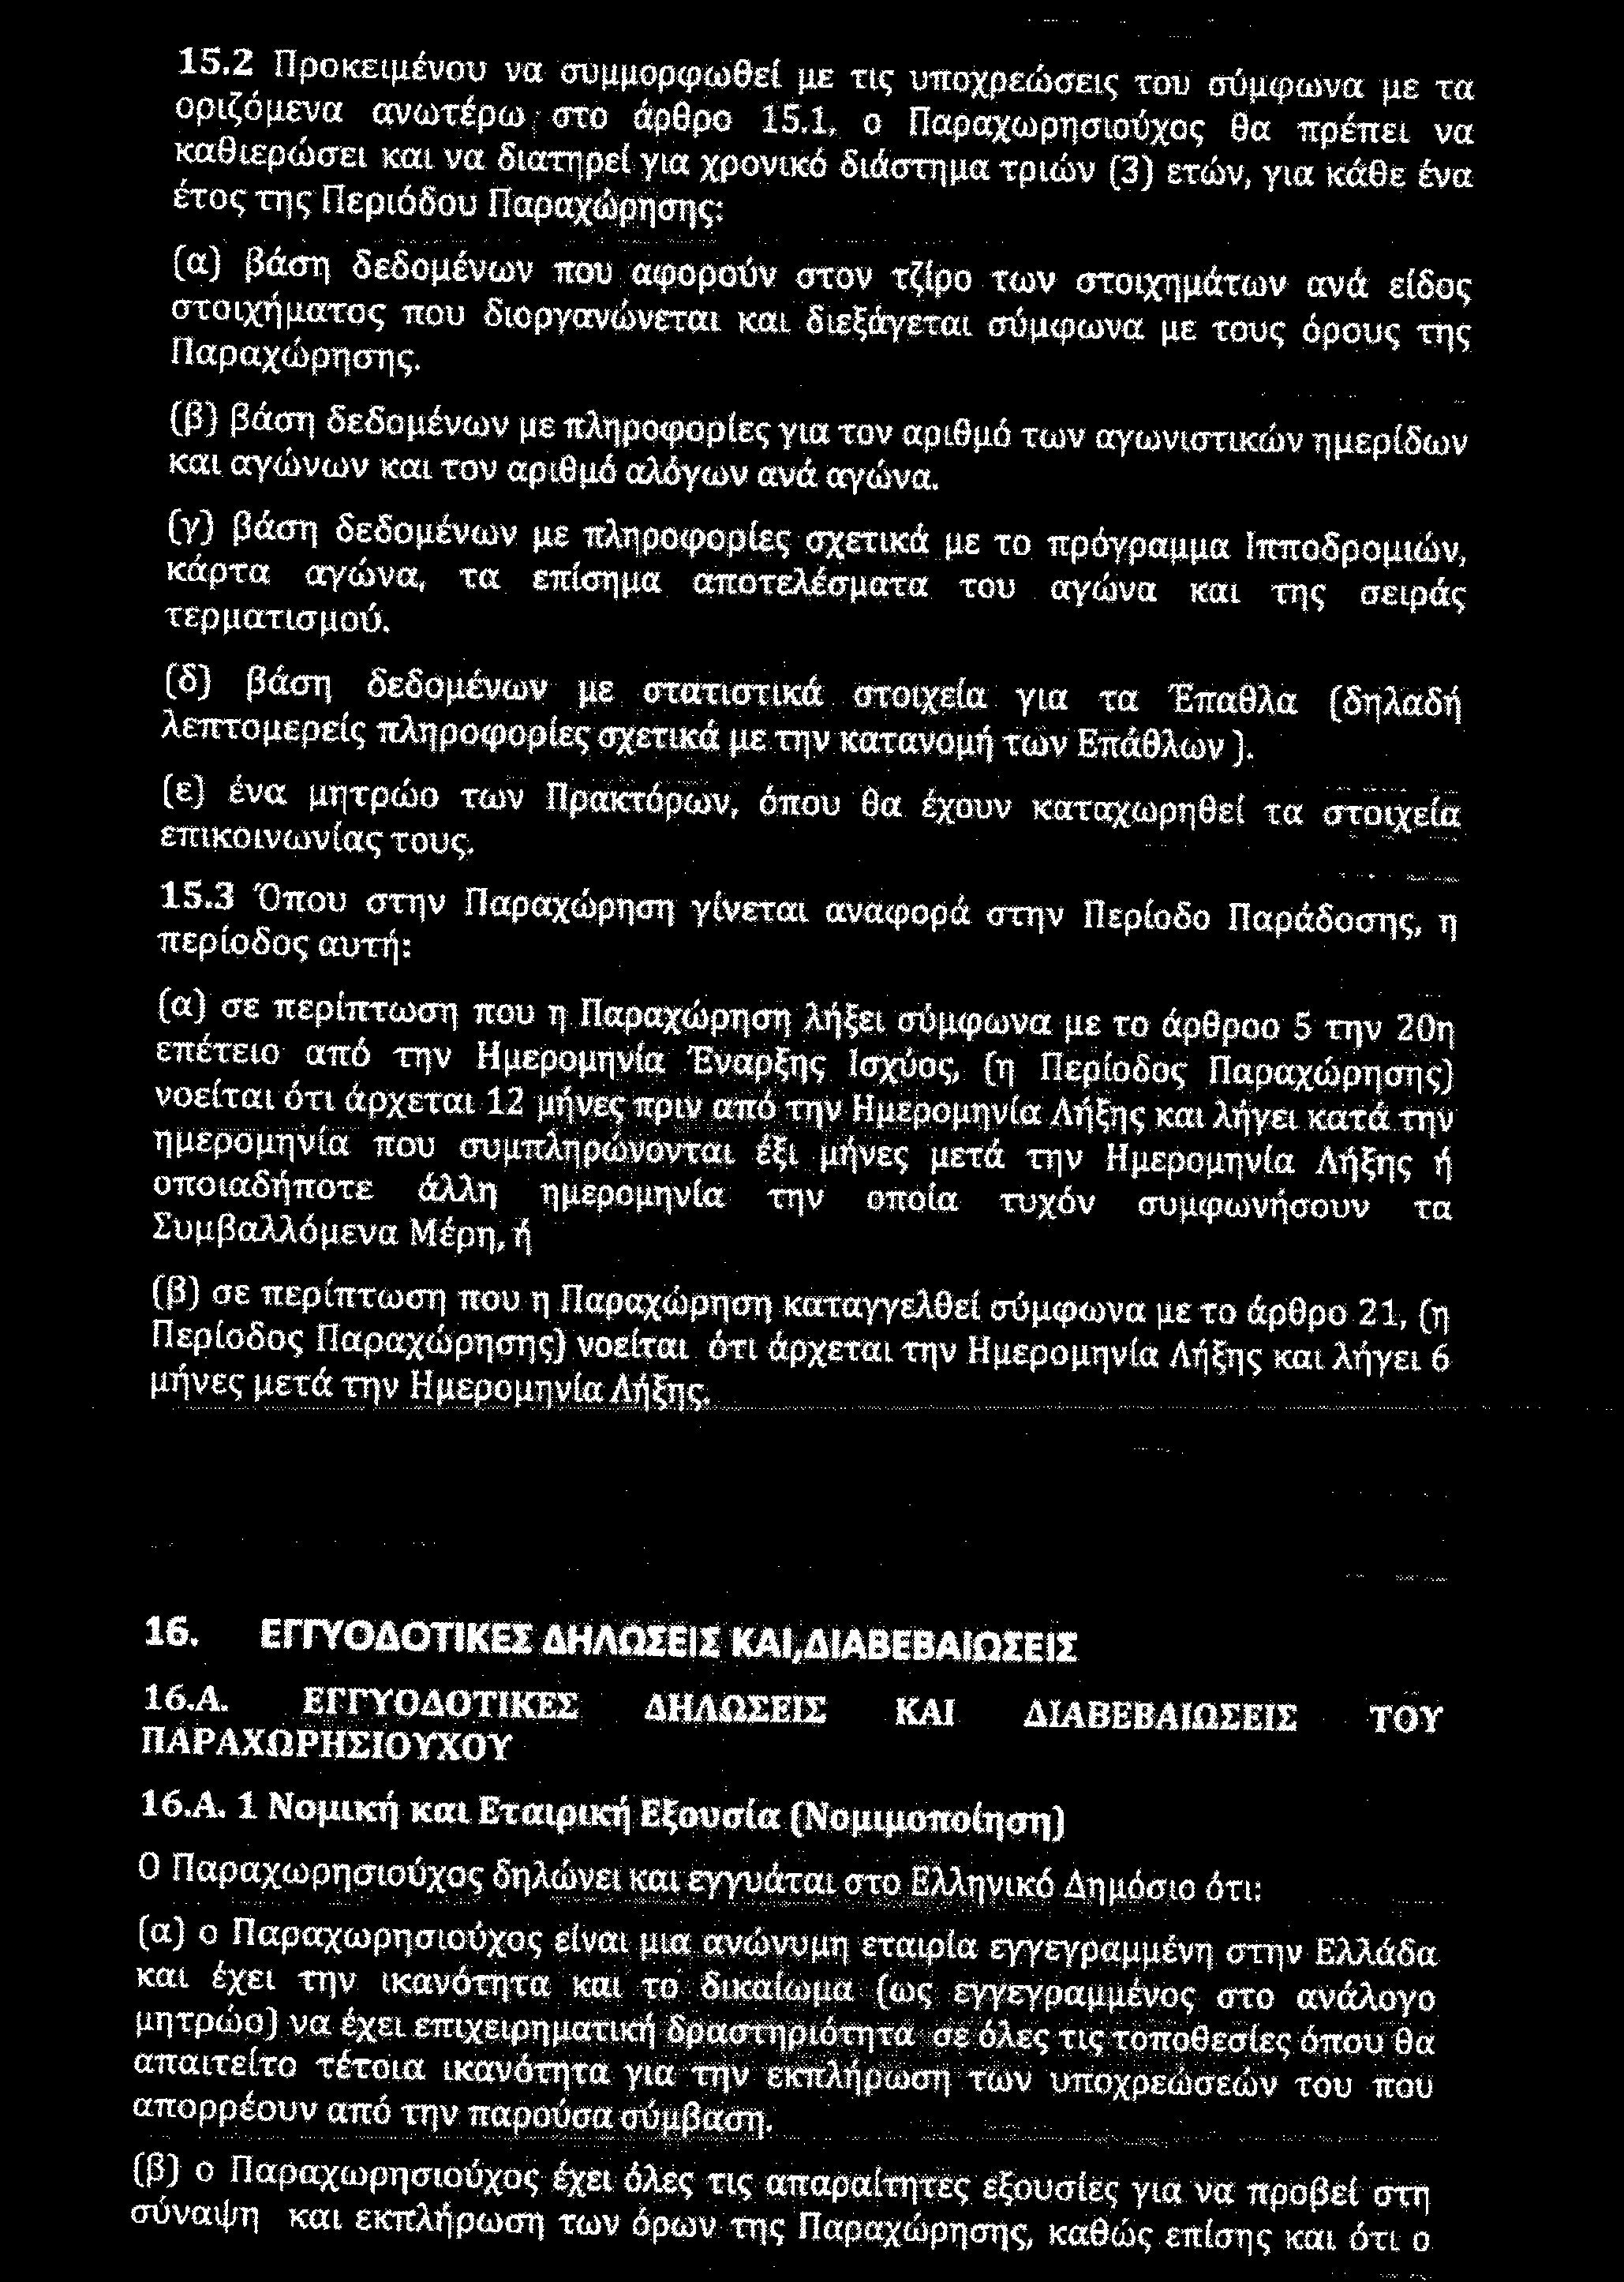 15.2 Προκειμένου να συμμορφωθεί με τις υποχρεώσεις του σύμφωνα με τα
οριζόμενα ανωτέρω στο άρθρο 15.1, ο Παραχωρησιούχος θα πρέπει να
καθιερώσει και να διατηρεί για χρονικό διάστημα τριών (3) ετών, για κάθε ένα
έτος της Περιόδου Παραχώρησης:
(α) βάση δεδομένων που αφορούν στον τζίρο των στοιχημάτων ανά είδος
στοιχήματος που διοργανώνεται και διεξάγεται σύμφωνα με τους όρους της
Παραχώρησης.
(β) βάση δεδομένων με πληροφορίες για τον αριθμό των αγωνιστικών ημερίδων
και αγώνων και τον αριθμό αλόγων ανά αγώνα.
(γ) βάση δεδομένων με πληροφορίες σχετικά με το πρόγραμμα Ιπποδρομιών,
κάρτα αγώνα, τα επίσημα αποτελέσματα του αγώνα και της σειράς
τερματισμού.
(δ) βάση δεδομένων με στατιστικά στοιχεία για τα Έπαθλα (δηλαδή
λεπτομερείς πληροφορίες σχετικά με την κατανομή των Επάθλων ).
(ε) ένα μητρώο των Πρακτόρων, όπου θα έχουν καταχωρηθεί τα στοιχεία
επικοινωνίας τους.
15.3 Όπου στην Παραχώρηση γίνεται αναφορά στην Περίοδο Παράδοσης, η
περίοδος αυτή:
(α) σε περίπτωση που η Παραχώρηση λήξει σύμφωνα με το άρθροο 5 την 20η
επέτειο από την Ημερομηνία Έναρξης Ισχύος, (η Περίοδος Παραχώρησης)
νοείται ότι άρχεται 12 μήνες πριν από την Ημερομηνία Λήξης και λήγει κατά την
ημερομηνία που συμπληρώνονται έξι μήνες μετά την Ημερομηνία Λήξης ή
οποιαδήποτε άλλη ημερομηνία την οποία τυχόν συμφωνήσουν τα
Συμβαλλόμενα Μέρη, ή
(β) σε περίπτωση που η Παραχώρηση καταγγελθεί σύμφωνα με το άρθρο 21, (η
Περίοδος Παραχώρησης) νοείται ότι άρχεται την Ημερομηνία Λήξης και λήγει 6
μήνες μετά την Ημερομηνία Λήξης.
16. ΕΓΓΥΟΔΟΤΙΚΕΣ ΔΗΛΩΣΕΙΣ ΚΑΙ,ΔΙΑΒΕΒΑΙΩΣΕΙΣ
16.Α. ΕΓΓΥΟΔΟΤΙΚΕΣ ΔΗΛΩΣΕΙΣ ΚΑΙ ΔΙΑΒΕΒΑΙΩΣΕΙΣ ΤΟΥ
ΠΑΡΑΧΩΡΗΣΙΟΥΧΟΥ
16.Α. 1 Νομική και Εταιρική Εξουσία (Νομιμοποίηση)
Ο Παραχωρησιούχος δηλώνει και εγγυάται στο Ελληνικό Δημόσιο ότι:
(α) ο Παραχωρησιούχος είναι μια ανώνυμη εταιρία εγγεγραμμένη στην Ελλάδα
και έχει την ικανότητα και το δικαίωμα (ως εγγεγραμμένος στο ανάλογο
μητρώο) να έχει επιχειρηματική δραστηριότητα σε όλες τις τοποθεσίες όπου θα
απαιτείτο τέτοια ικανότητα για την εκπλήρωση των υποχρεώσεών του που
απορρέουν από την παρούσα σύμβαση.
(β) ο Παραχωρησιούχος έχει όλες τις απαραίτητες εξουσίες για να προβεί στη
σύναψη και εκπλήρωση των όρων της Παραχώρησης, καθώς επίσης και ότι ο